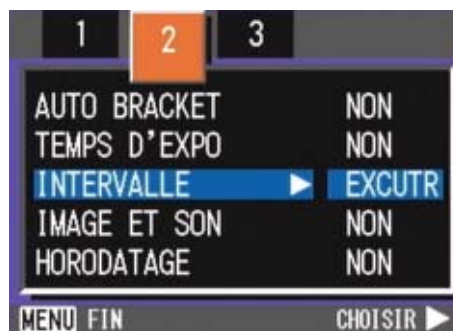 1 2 3
AUTO BRACKET NON
TEMPS D'EXPO NON
INTERVALLE ▶ EXCUTR
IMAGE ET SON NON
HORODATAGE NON
MENU FIN CHOISIR ▶